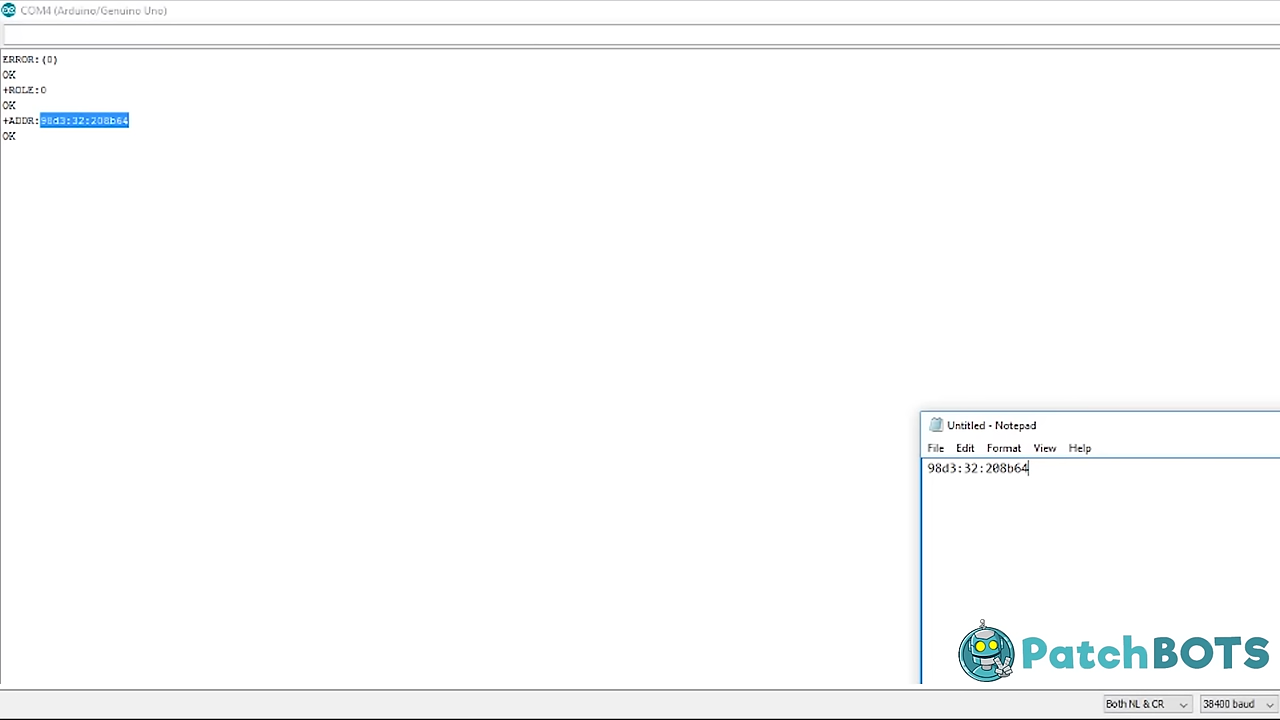 COM4 (Arduino/Genuino Uno)
ERROR:(0)
OK
+ROLE:0
OK
+ADDR:98d3:32:208b64
OK
Untitled - Notepad
File Edit Format View Help
98d3:32:208b64
PatchBOTS
Both NL & CR 38400 baud